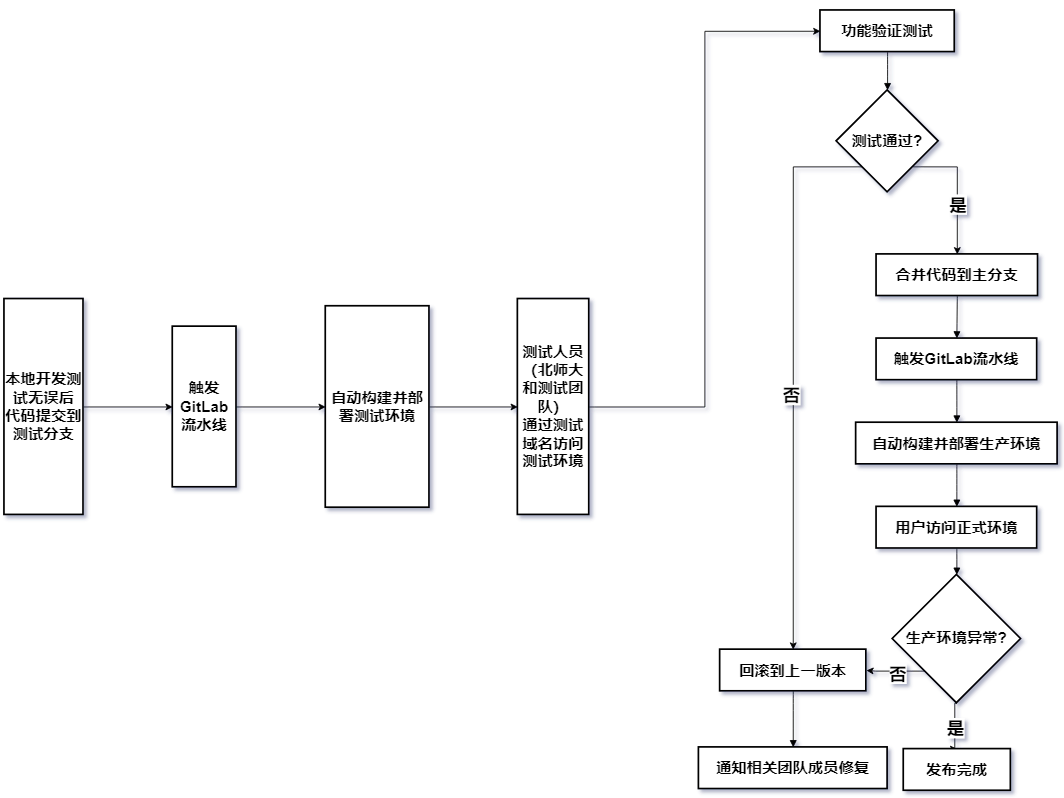 功能验证测试
测试通过?
是
合并代码到主分支
本地开发测
试无误后
代码提交到
测试分支
触发
GitLab
流水线
自动构建并部
署测试环境
测试人员
(北师大
和测试团
队)
通过测试
域名访问
测试环境
触发GitLab流水线
否
自动构建并部署生产环境
用户访问正式环境
生产环境异常?
回滚到上一版本
否
是
通知相关团队成员修复
发布完成